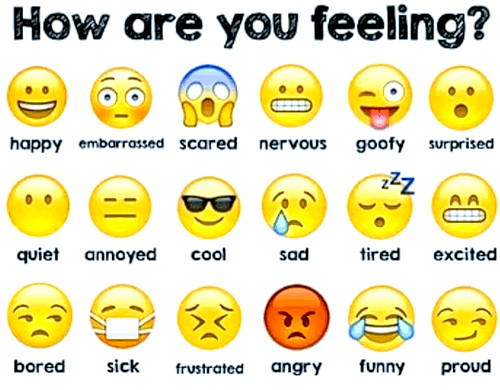 How are you feeling?
happy embarrassed scared nervous goofy surprised
zZZ
quiet annoyed cool sad tired excited
bored sick frustrated angry funny proud